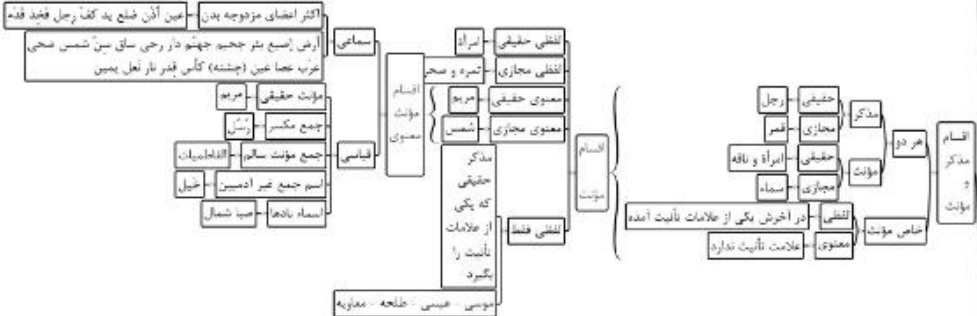 اقسام
مذکر
و
مؤنث
هر دو
مذکر
حقیقی
رجل
مجازی
قمر
مؤنث
حقیقی
امرأة و ناقه
مجازی
سماء
خاص مؤنث
لفظی
در آخرش یکی از علامات تأنیث آمده
معنوی
علامت تأنیث ندارد
اقسام
مؤنث
لفظی حقیقی
امرأة
لفظی مجازی
ثمره و صحر
معنوی حقیقی
مریم
معنوی مجازی
شمس
لفظی فقط
مذکر
حقیقی
که یکی
از علامات
تأنیث را
بگیرد
موسی - عیسی - طلحه - معاویه
اقسام
مؤنث
معنوی
سماعی
اکثر اعضای مزدوجه بدن
عین أذن ضلع ید کف رجل فخذ قدم
أرض إصبع بئر جحیم جهنّم دار رحی ساق سنّ شمس ضحی
عصا عین (چشمه) کأس قدر نار نعل یمین
قیاسی
مؤنث حقیقی
مریم
جمع مکسر
رُسُل
جمع مؤنث سالم
الفاطمیات
اسم جمع غیر آدمیین
خیل
اسماء بادها
صبا شمال